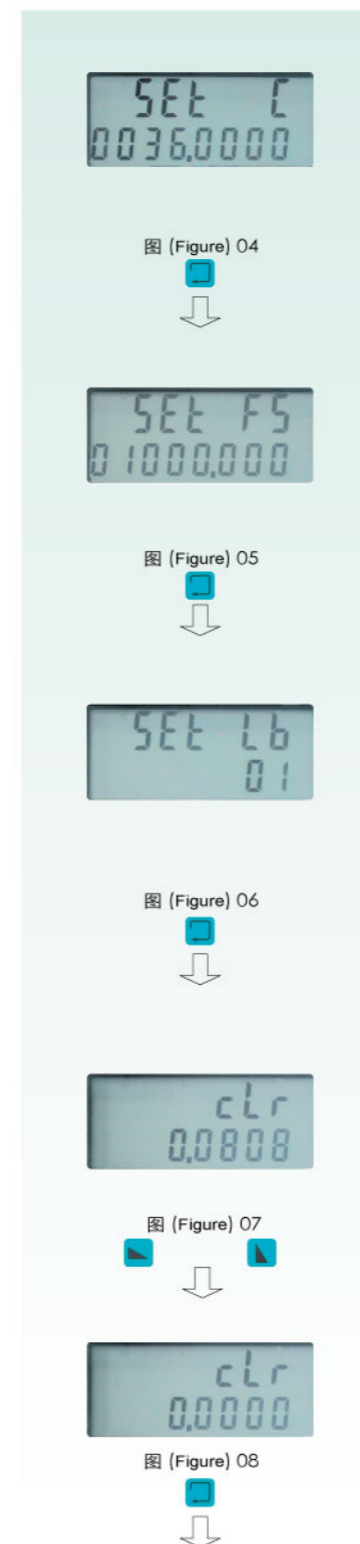 SEt C
0036.0000
图 (Figure) 04
SEt FS
01000.000
图 (Figure) 05
SEt Lb
01
图 (Figure) 06
cLr
0.0808
图 (Figure) 07
cLr
0.0000
图 (Figure) 08